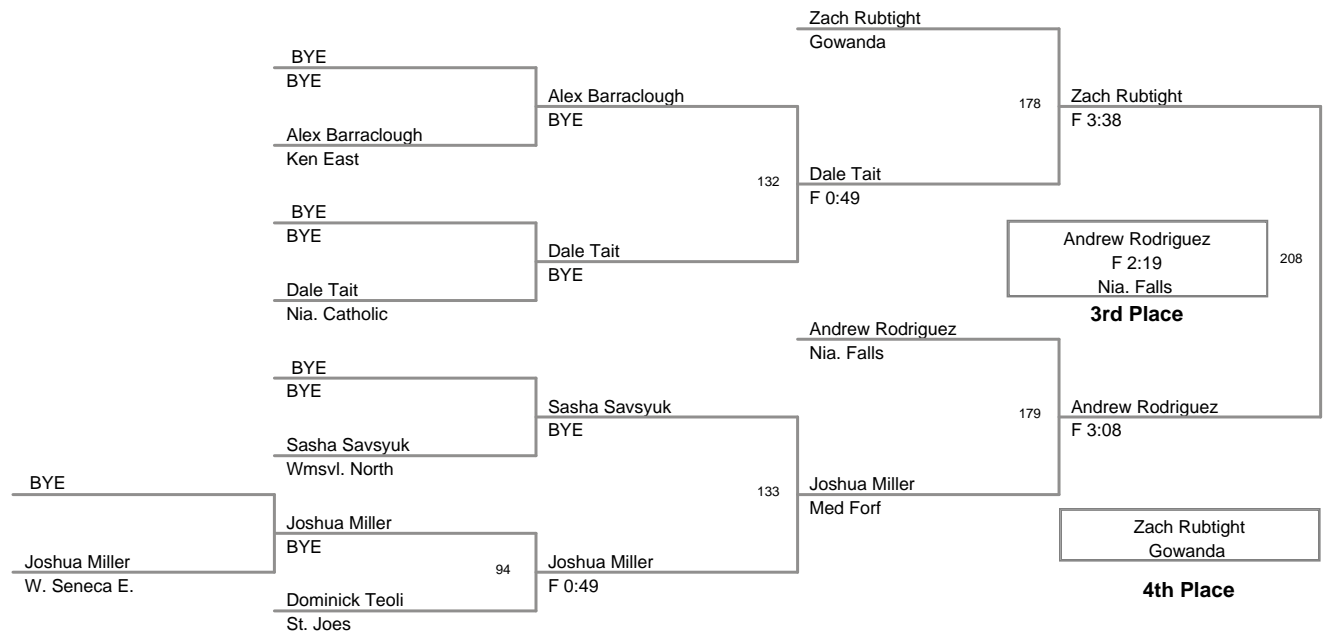 Zach Rubtight
Gowanda
BYE
BYE
Alex Barraclough
BYE
178
Zach Rubtight
F 3:38
Alex Barraclough
Ken East
132
Dale Tait
F 0:49
BYE
BYE
Dale Tait
BYE
Andrew Rodriguez
F 2:19
Nia. Falls
208
Dale Tait
Nia. Catholic
3rd Place
Andrew Rodriguez
Nia. Falls
BYE
BYE
Sasha Savsyuk
BYE
179
Andrew Rodriguez
F 3:08
Sasha Savsyuk
Wmsvl. North
BYE
133
Joshua Miller
Med Forf
Joshua Miller
BYE
Zach Rubtight
Gowanda
Joshua Miller
W. Seneca E.
94
Joshua Miller
F 0:49
4th Place
Dominick Teoli
St. Joes